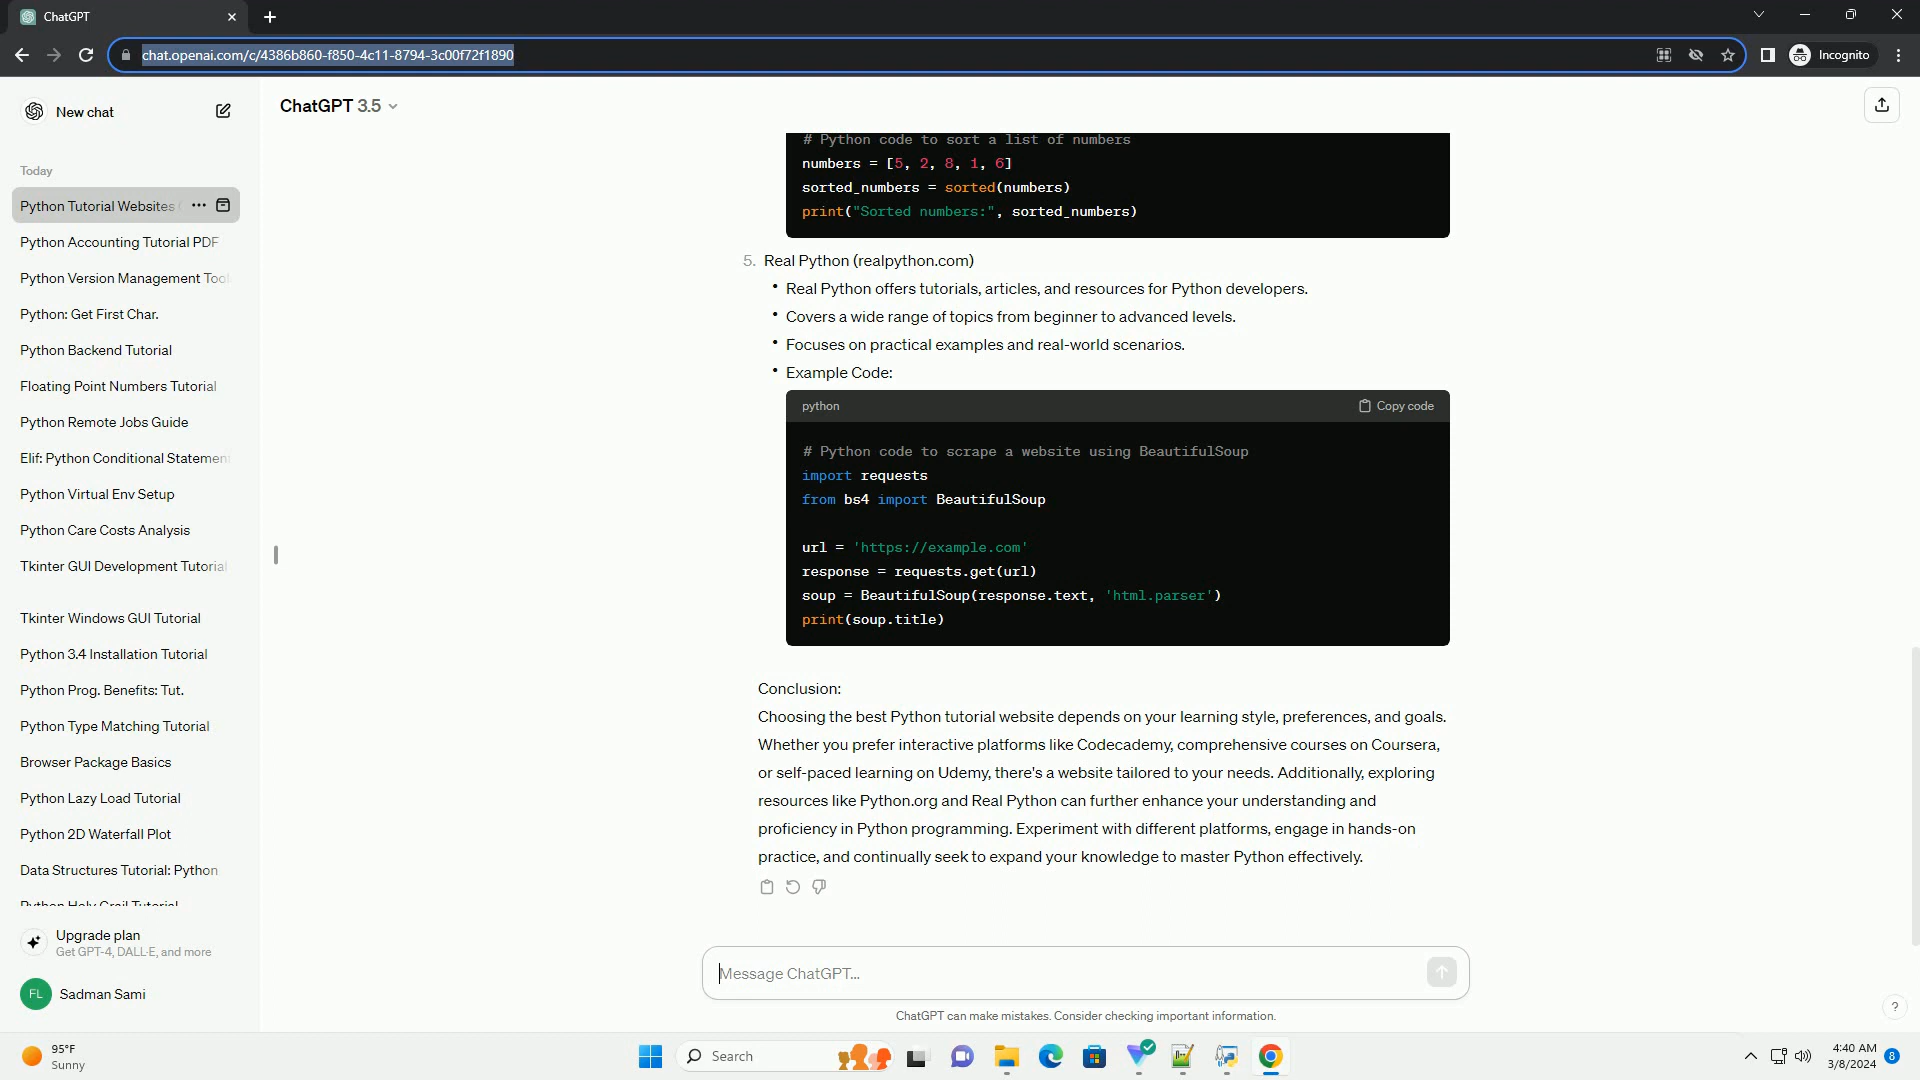 ChatGPT
chat.openai.com/c/4386b860-f850-4c11-8794-3c00f72f1890
Incognito
New chat
Today
Python Tutorial Websites
Python Accounting Tutorial PDF
Python Version Management Tool
Python: Get First Char.
Python Backend Tutorial
Floating Point Numbers Tutorial
Python Remote Jobs Guide
Elif: Python Conditional Statemen
Python Virtual Env Setup
Python Care Costs Analysis
Tkinter GUI Development Tutorial
Tkinter Windows GUI Tutorial
Python 3.4 Installation Tutorial
Python Prog. Benefits: Tut.
Python Type Matching Tutorial
Browser Package Basics
Python Lazy Load Tutorial
Python 2D Waterfall Plot
Data Structures Tutorial: Python
Python Holy Grail Tutorial
Upgrade plan
Get GPT-4, DALL·E, and more
FL
Sadman Sami
ChatGPT 3.5
# Python code to sort a list of numbers
numbers = [5, 2, 8, 1, 6]
sorted_numbers = sorted(numbers)
print("Sorted numbers:", sorted_numbers)
5. Real Python (realpython.com)
• Real Python offers tutorials, articles, and resources for Python developers.
• Covers a wide range of topics from beginner to advanced levels.
• Focuses on practical examples and real-world scenarios.
• Example Code:
python
Copy code
# Python code to scrape a website using BeautifulSoup
import requests
from bs4 import BeautifulSoup
url = 'https://example.com'
response = requests.get(url)
soup = BeautifulSoup(response.text, 'html.parser')
print(soup.title)
Conclusion:
Choosing the best Python tutorial website depends on your learning style, preferences, and goals.
Whether you prefer interactive platforms like Codecademy, comprehensive courses on Coursera,
or self-paced learning on Udemy, there's a website tailored to your needs. Additionally, exploring
resources like Python.org and Real Python can further enhance your understanding and
proficiency in Python programming. Experiment with different platforms, engage in hands-on
practice, and continually seek to expand your knowledge to master Python effectively.
Message ChatGPT...
ChatGPT can make mistakes. Consider checking important information.
?
95°F
Sunny
Search
4:40 AM
3/8/2024
8